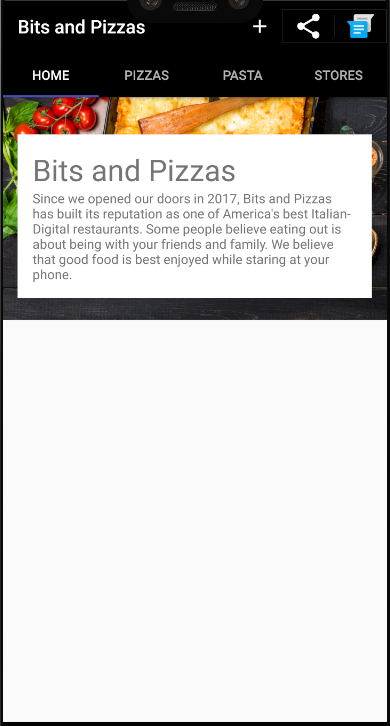 Bits and Pizzas
HOME PIZZAS PASTA STORES
Bits and Pizzas
Since we opened our doors in 2017, Bits and Pizzas
has built its reputation as one of America's best Italian-
Digital restaurants. Some people believe eating out is
about being with your friends and family. We believe
that good food is best enjoyed while staring at your
phone.